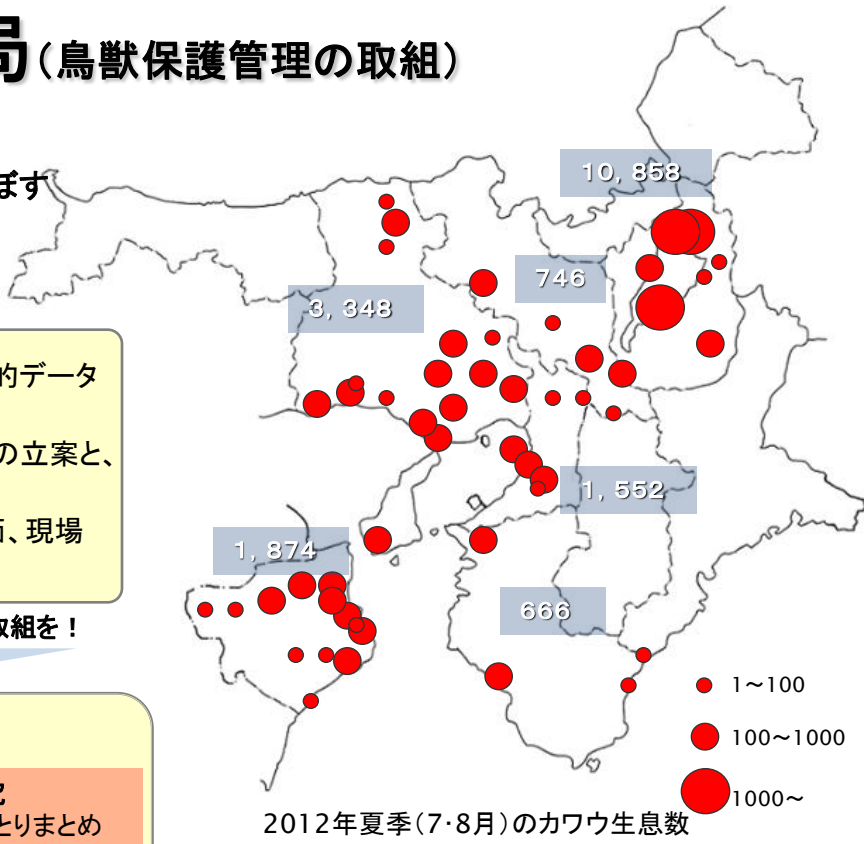 局(鳥獣保護管理の取組)
ぼす
的データ
の立案と、
面、現場
取組を！
とりまとめ
10，858
746
3，348
1，552
1，874
666
1～100
100～1000
1000～
2012年夏季(7・8月)のカワウ生息数